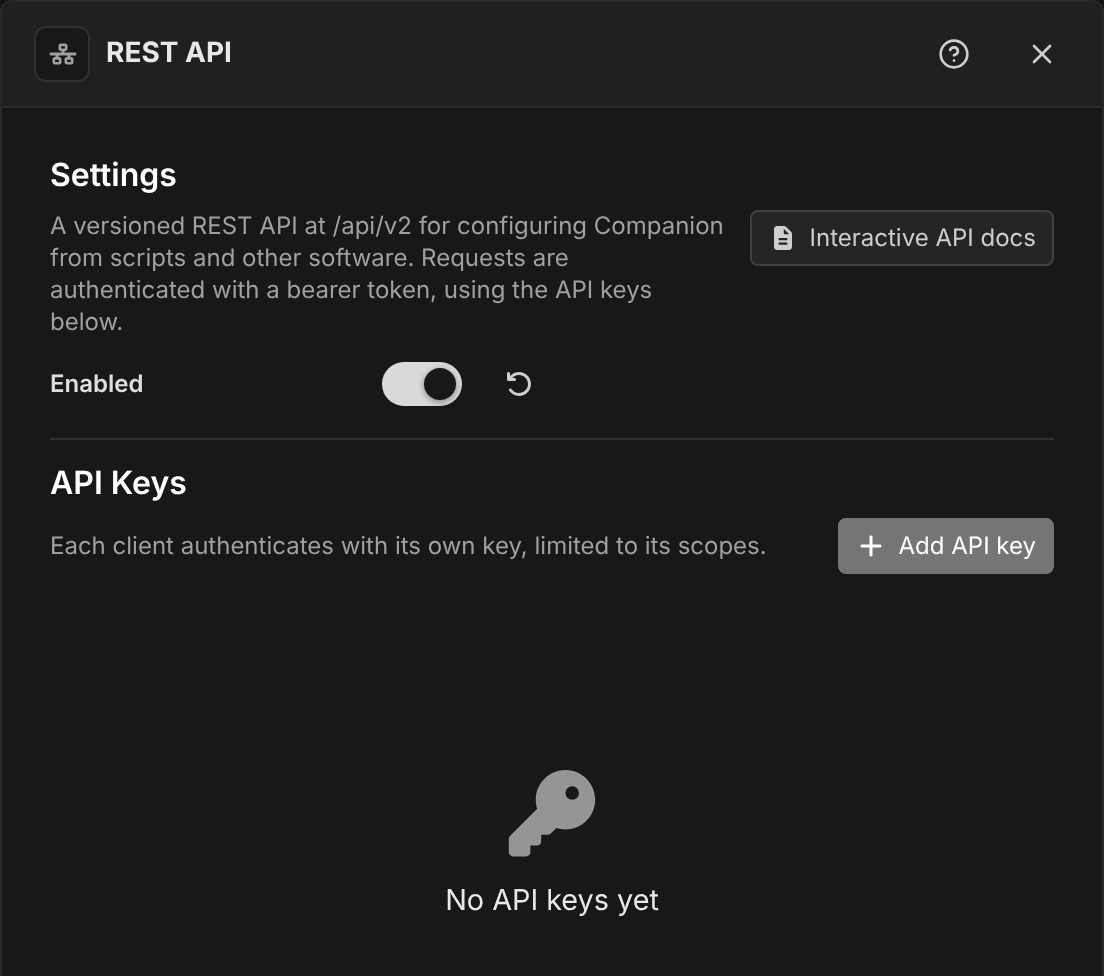 REST API
Settings
A versioned REST API at /api/v2 for configuring Companion
from scripts and other software. Requests are
authenticated with a bearer token, using the API keys
below.
Interactive API docs
Enabled
API Keys
Each client authenticates with its own key, limited to its scopes.
Add API key
No API keys yet